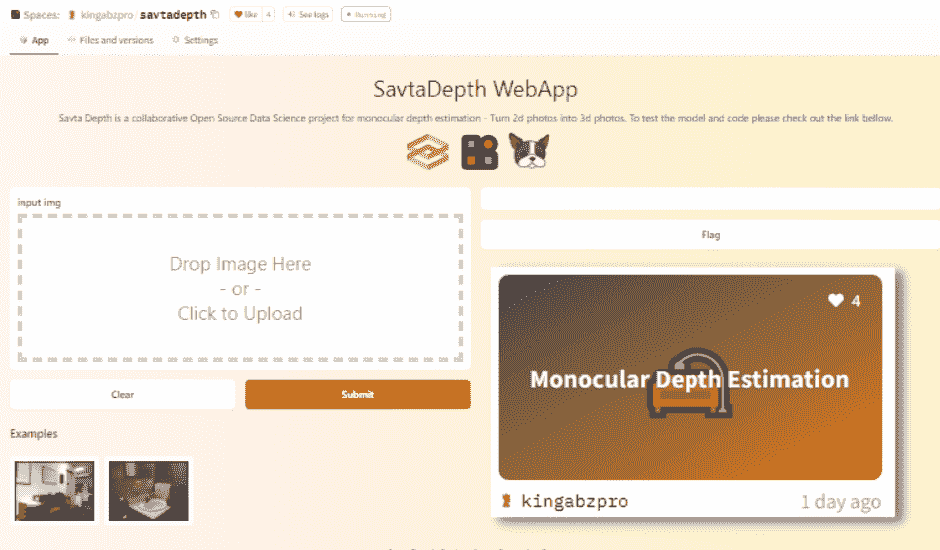 Spaces: kingabzpro/savtadepth like 4 See logs Running
App Files and versions Settings
SavtaDepth WebApp
Savta Depth is a collaborative Open Source Data Science project for monocular depth estimation - Turn 2d photos into 3d photos. To test the model and code please check out the link bellow.
input img
Drop Image Here
- or -
Click to Upload
Clear
Submit
Examples
Flag
4
Monocular Depth Estimation
kingabzpro
1 day ago